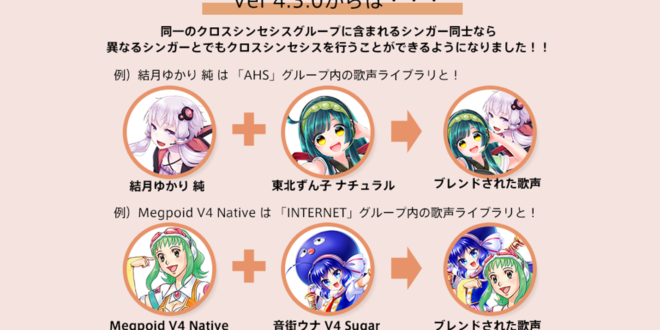 Ver 4.3.0からは・・・
同一のクロスシンセシスグループに含まれるシンガー同士なら
異なるシンガーとでもクロスシンセシスを行うことができるようになりました！！
例）結月ゆかり 純 は 「AHS」グループ内の歌声ライブラリと！
結月ゆかり 純
東北ずん子 ナチュラル
ブレンドされた歌声
例）Megpoid V4 Native は 「INTERNET」グループ内の歌声ライブラリと！
Megpoid V4 Native
音街ウナ V4 Sugar
ブレンドされた歌声